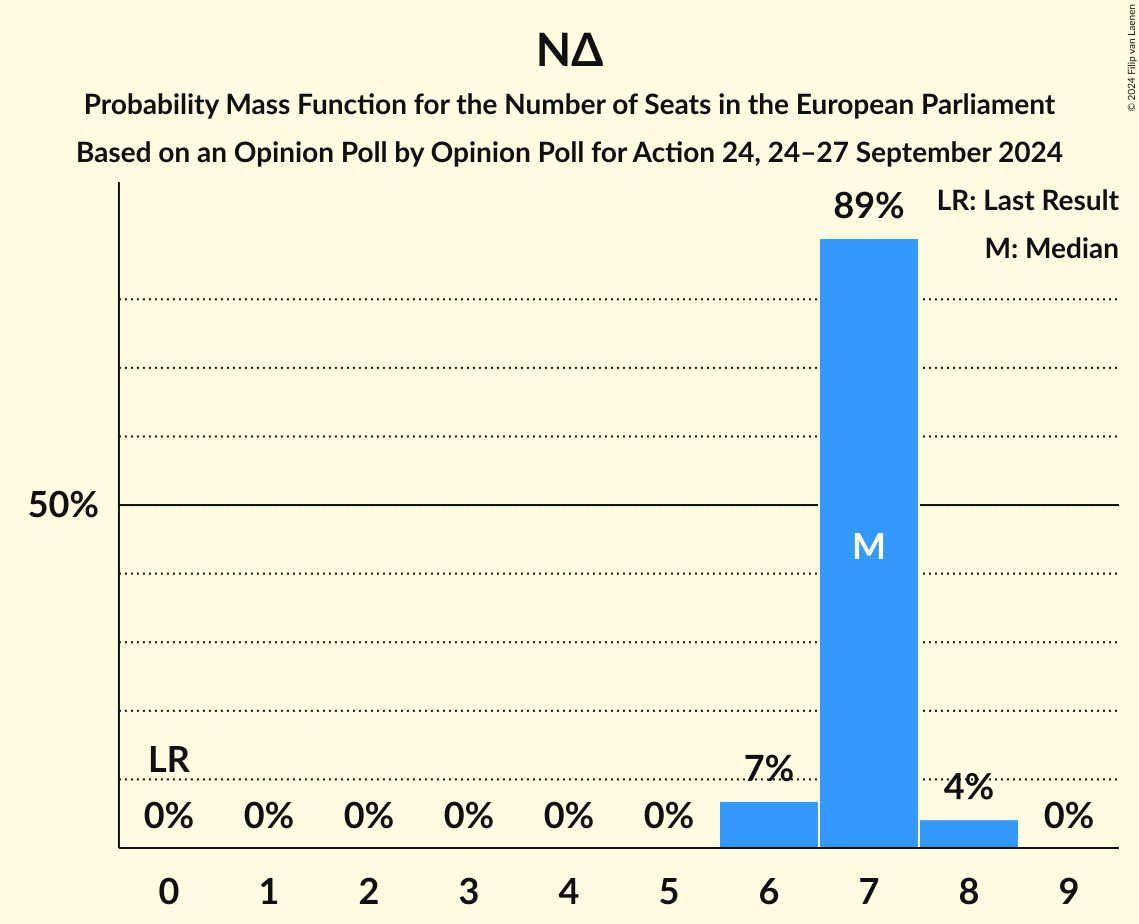 © 2024 Filip van Laenen
ΝΔ
Probability Mass Function for the Number of Seats in the European Parliament
Based on an Opinion Poll by Opinion Poll for Action 24, 24–27 September 2024
LR: Last Result
M: Median
89%
50%
M
LR
7%
4%
0% 0% 0% 0% 0% 0% 0%
0 1 2 3 4 5 6 7 8 9